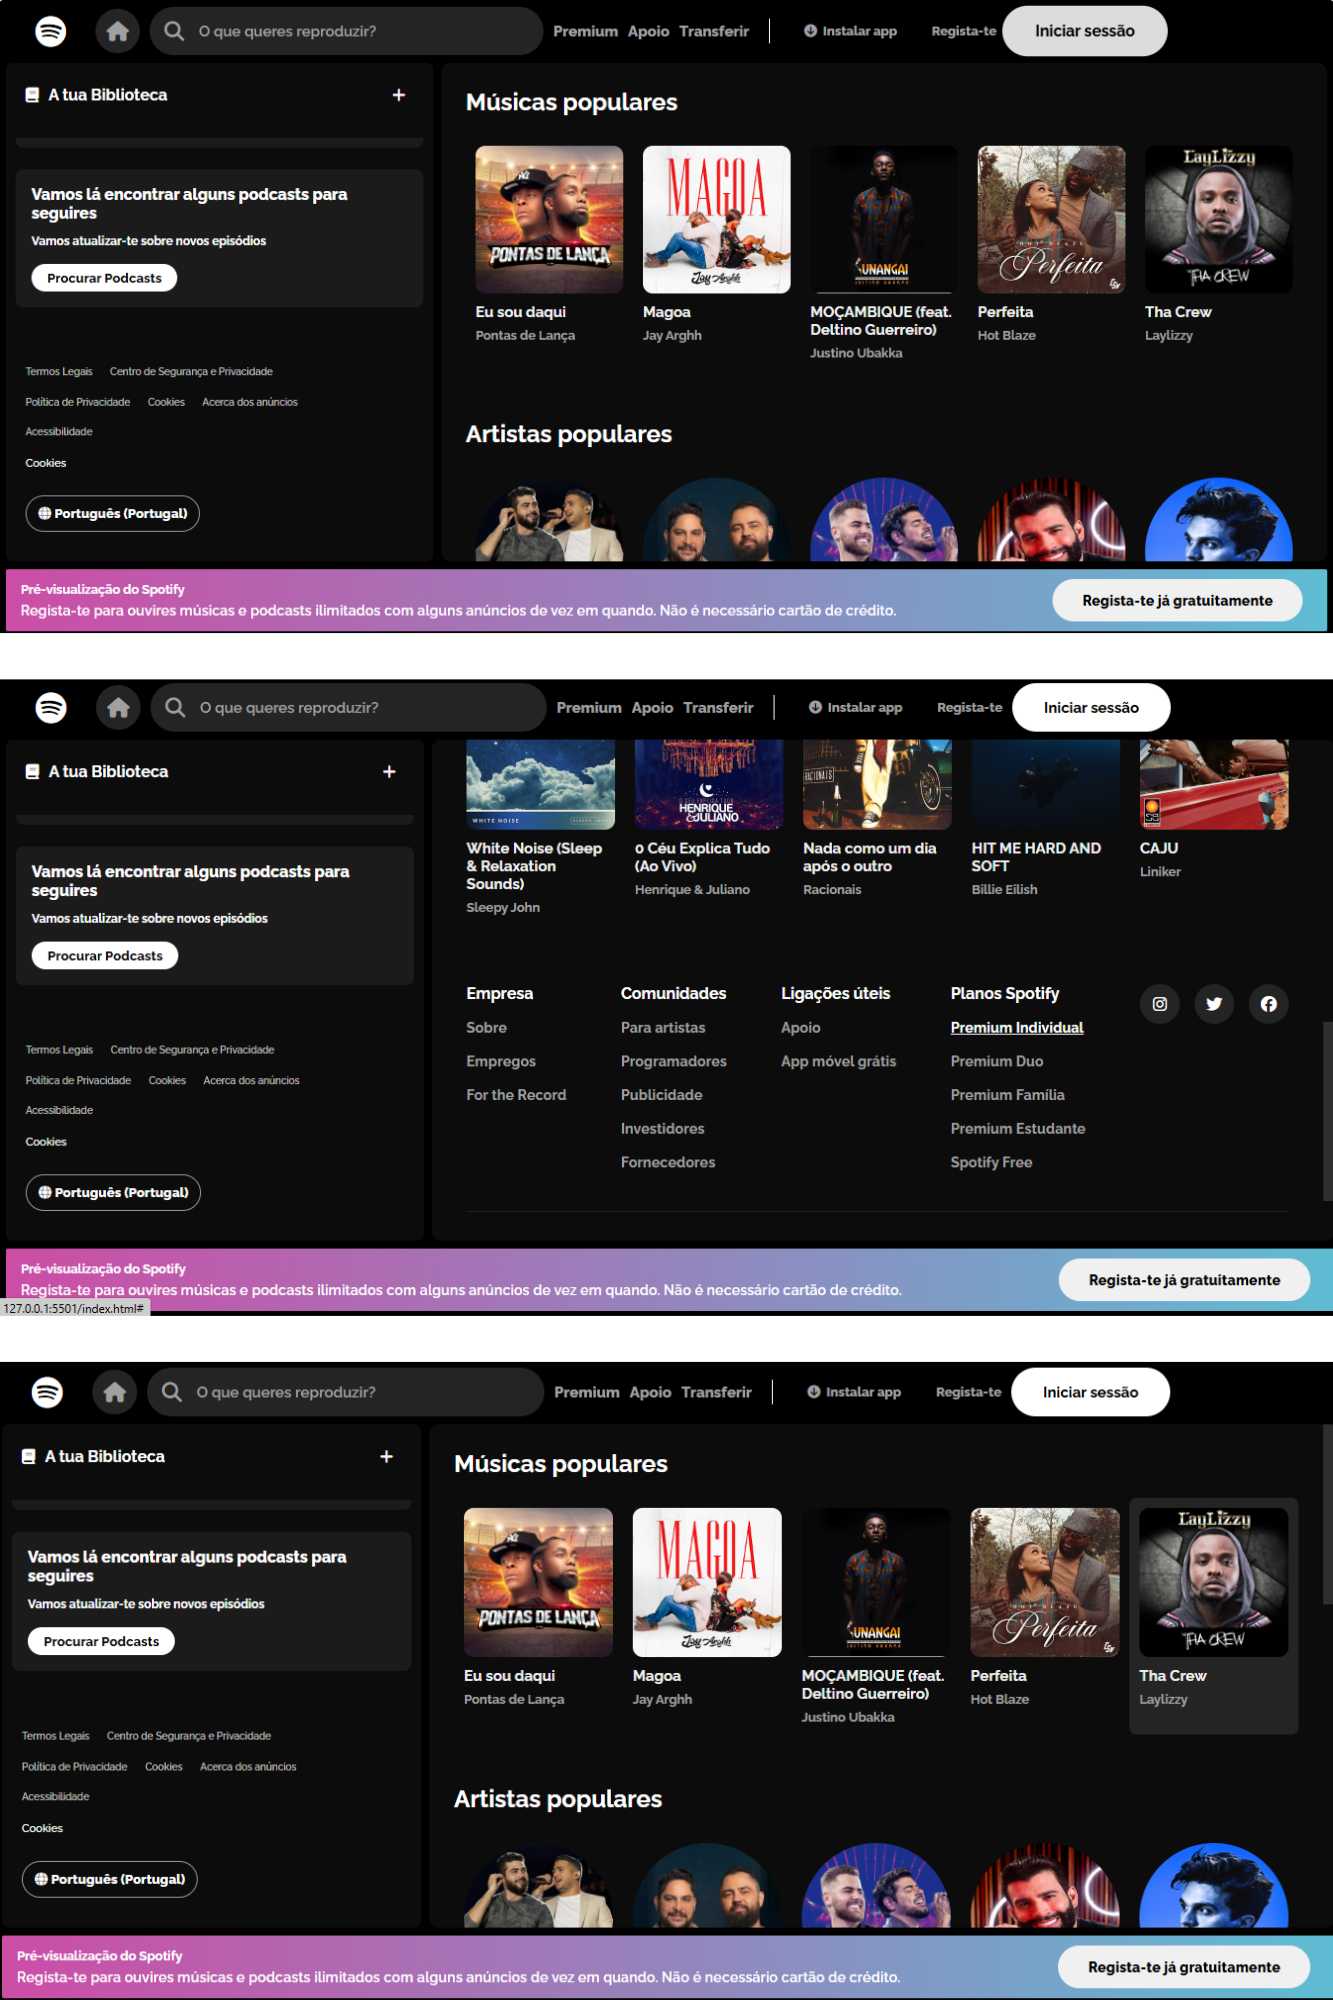 O que queres reproduzir?
Premium Apoio Transferir
Instalar app
Regista-te
Iniciar sessão
A tua Biblioteca
Vamos lá encontrar alguns podcasts para
seguires
Vamos atualizar-te sobre novos episódios
Procurar Podcasts
Termos Legais Centro de Segurança e Privacidade
Política de Privacidade Cookies Acerca dos anúncios
Acessibilidade
Cookies
Português (Portugal)
Músicas populares
PONTAS DE LANÇA
MAGOA
Jay Arghh
UNANGAI
JUSTINO UBAKKA
HOT BLAZE
Perfeita
LayLizzy
THA CREW
Eu sou daqui
Pontas de Lança
Magoa
Jay Arghh
MOÇAMBIQUE (feat.
Deltino Guerreiro)
Justino Ubakka
Perfeita
Hot Blaze
Tha Crew
Laylizzy
Artistas populares
Pré-visualização do Spotify
Regista-te para ouvires músicas e podcasts ilimitados com alguns anúncios de vez em quando. Não é necessário cartão de crédito.
Regista-te já gratuitamente
O que queres reproduzir?
Premium Apoio Transferir
Instalar app
Regista-te
Iniciar sessão
A tua Biblioteca
Vamos lá encontrar alguns podcasts para
seguires
Vamos atualizar-te sobre novos episódios
Procurar Podcasts
Termos Legais Centro de Segurança e Privacidade
Política de Privacidade Cookies Acerca dos anúncios
Acessibilidade
Cookies
Português (Portugal)
WHITE NOISE
SLEEPY JOHN
O CÉU EXPLICA TUDO
HENRIQUE
&JULIANO
RACIONAIS
White Noise (Sleep
& Relaxation
Sounds)
Sleepy John
o Céu Explica Tudo
(Ao Vivo)
Henrique & Juliano
Nada como um dia
após o outro
Racionais
HIT ME HARD AND
SOFT
Billie Eilish
CAJU
Liniker
Empresa
Sobre
Empregos
For the Record
Comunidades
Para artistas
Programadores
Publicidade
Investidores
Fornecedores
Ligações úteis
Apoio
App móvel grátis
Planos Spotify
Premium Individual
Premium Duo
Premium Família
Premium Estudante
Spotify Free
Pré-visualização do Spotify
Regista-te para ouvires músicas e podcasts ilimitados com alguns anúncios de vez em quando. Não é necessário cartão de crédito.
Regista-te já gratuitamente
127.0.0.1:5501/index.html#
O que queres reproduzir?
Premium Apoio Transferir
Instalar app
Regista-te
Iniciar sessão
A tua Biblioteca
Vamos lá encontrar alguns podcasts para
seguires
Vamos atualizar-te sobre novos episódios
Procurar Podcasts
Termos Legais Centro de Segurança e Privacidade
Política de Privacidade Cookies Acerca dos anúncios
Acessibilidade
Cookies
Português (Portugal)
Músicas populares
PONTAS DE LANÇA
MAGOA
Jay Arghh
UNANGAI
JUSTINO UBAKKA
HOT BLAZE
Perfeita
LayLizzy
THA CREW
Eu sou daqui
Pontas de Lança
Magoa
Jay Arghh
MOÇAMBIQUE (feat.
Deltino Guerreiro)
Justino Ubakka
Perfeita
Hot Blaze
Tha Crew
Laylizzy
Artistas populares
Pré-visualização do Spotify
Regista-te para ouvires músicas e podcasts ilimitados com alguns anúncios de vez em quando. Não é necessário cartão de crédito.
Regista-te já gratuitamente